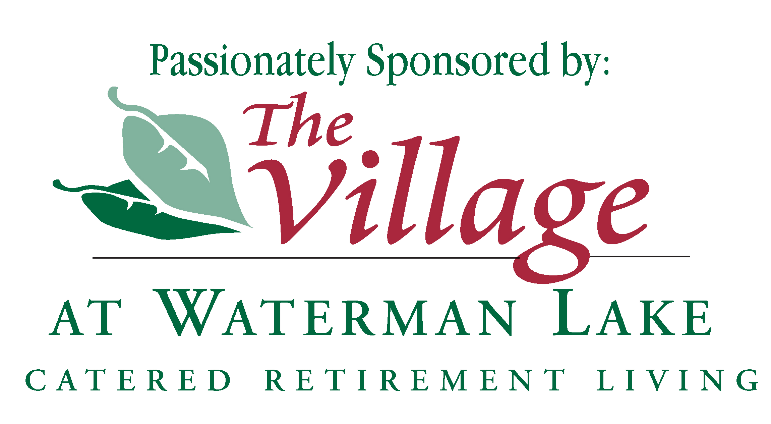 Passionately Sponsored by:
The
Village
AT WATERMAN LAKE
CATERED RETIREMENT LIVING